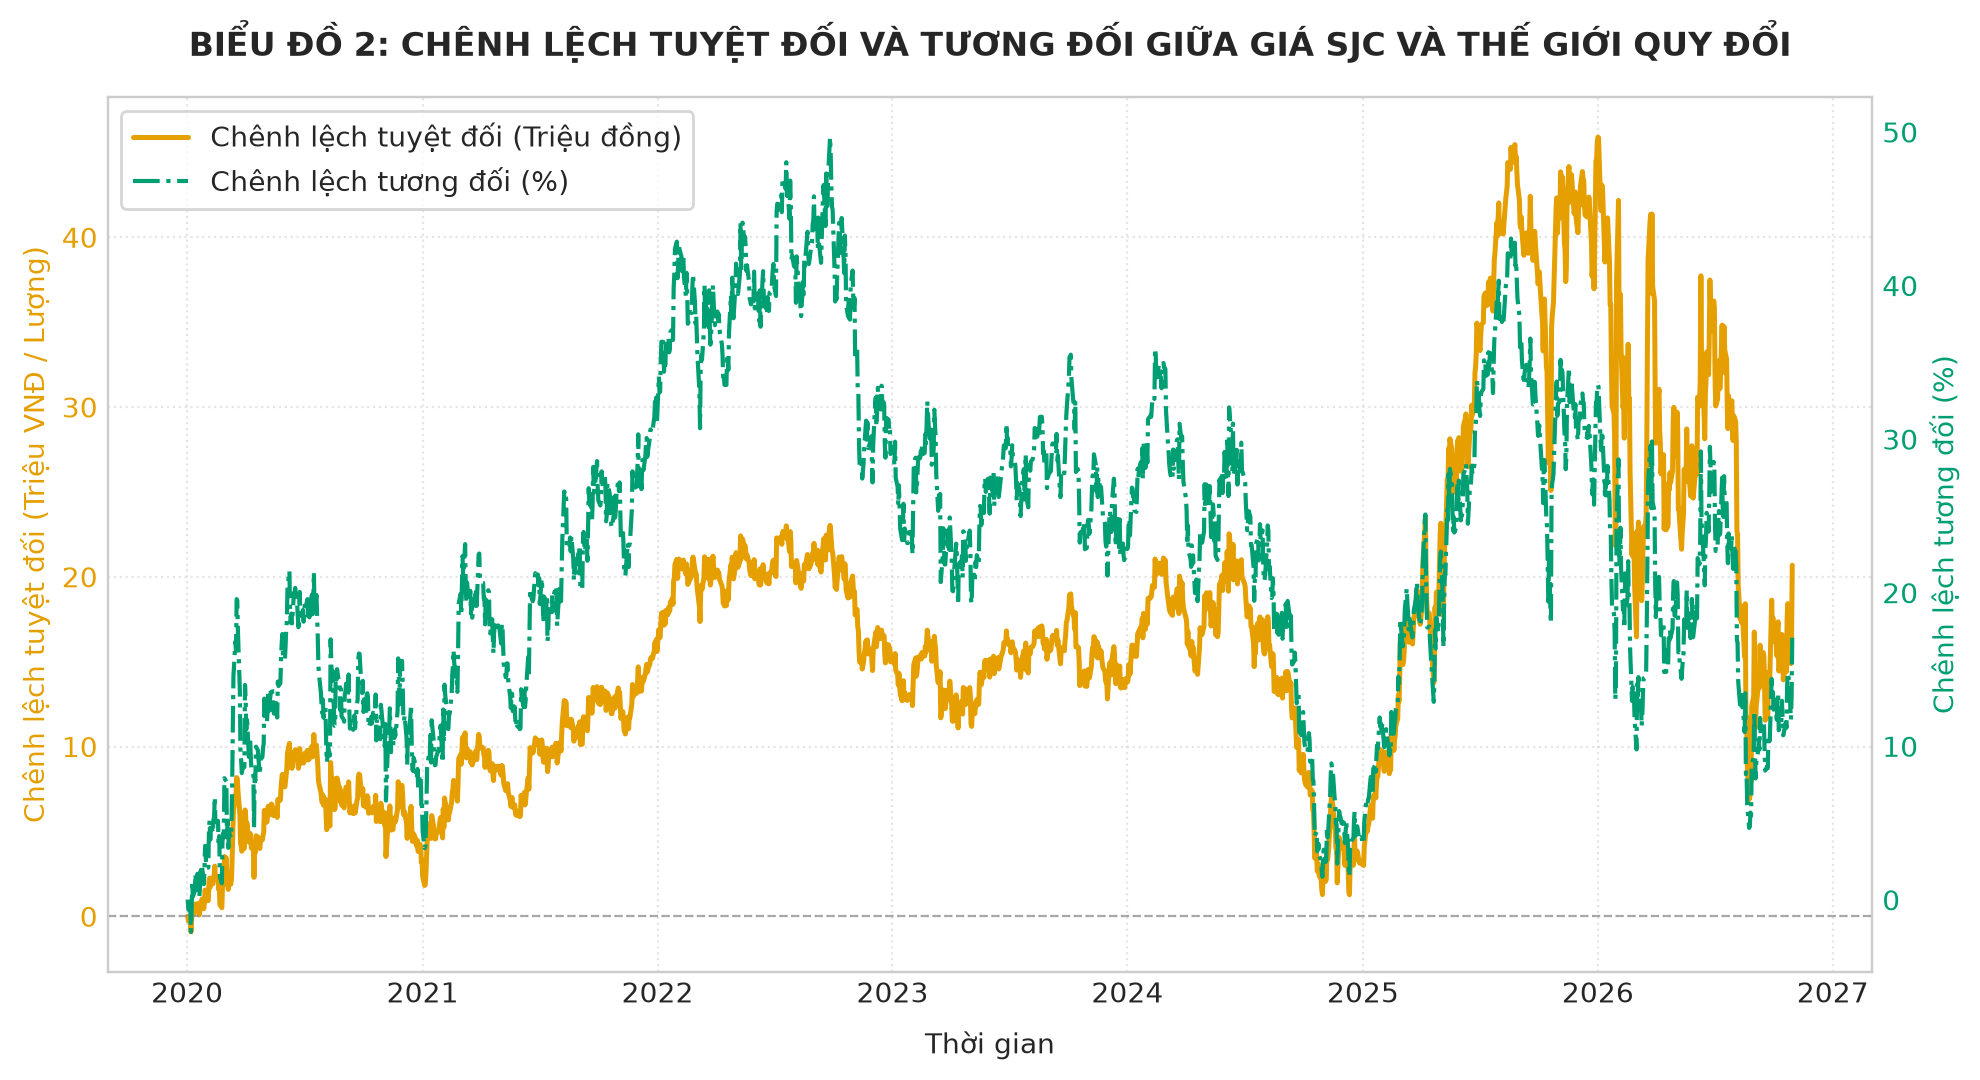 BIỂU ĐỒ 2: CHÊNH LỆCH TUYỆT ĐỐI VÀ TƯƠNG ĐỐI GIỮA GIÁ SJC VÀ THẾ GIỚI QUY ĐỔI
Chênh lệch tuyệt đối (Triệu đồng)
Chênh lệch tương đối (%)
Chênh lệch tuyệt đối (Triệu VNĐ / Lượng)
40
30
20
10
0
50
40
30
20
10
0
Chênh lệch tương đối (%)
2020 2021 2022 2023 2024 2025 2026 2027
Thời gian